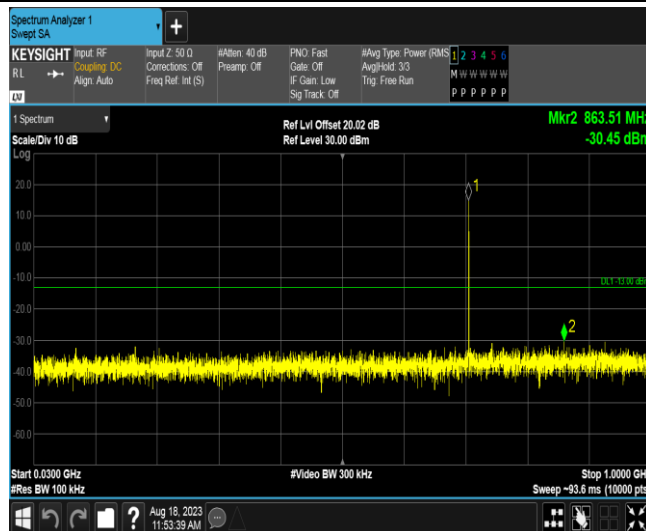 Spectrum Analyzer 1
Swept SA
+
KEYSIGHT
RL
LXI
Input: RF
Coupling: DC
Align: Auto
Input Z: 50 Ω
Corrections: Off
Freq Ref: Int (S)
#Atten: 40 dB
Preamp: Off
PNO: Fast
Gate: Off
IF Gain: Low
Sig Track: Off
#Avg Type: Power (RMS
Avg|Hold: 3/3
Trig: Free Run
1 2 3 4 5 6
M W W W W W
P P P P P P
1 Spectrum
Scale/Div 10 dB
Ref Lvl Offset 20.02 dB
Ref Level 30.00 dBm
Mkr2 863.51 MHz
-30.45 dBm
Log
20.0
10.0
0.00
-10.0
-20.0
-30.0
-40.0
-50.0
-60.0
1
DL1 -13.00 dBm
2
Start 0.0300 GHz
#Res BW 100 kHz
#Video BW 300 kHz
Stop 1.0000 GH
Sweep ~93.6 ms (10000 pts
?
Aug 18, 2023
11:53:39 AM